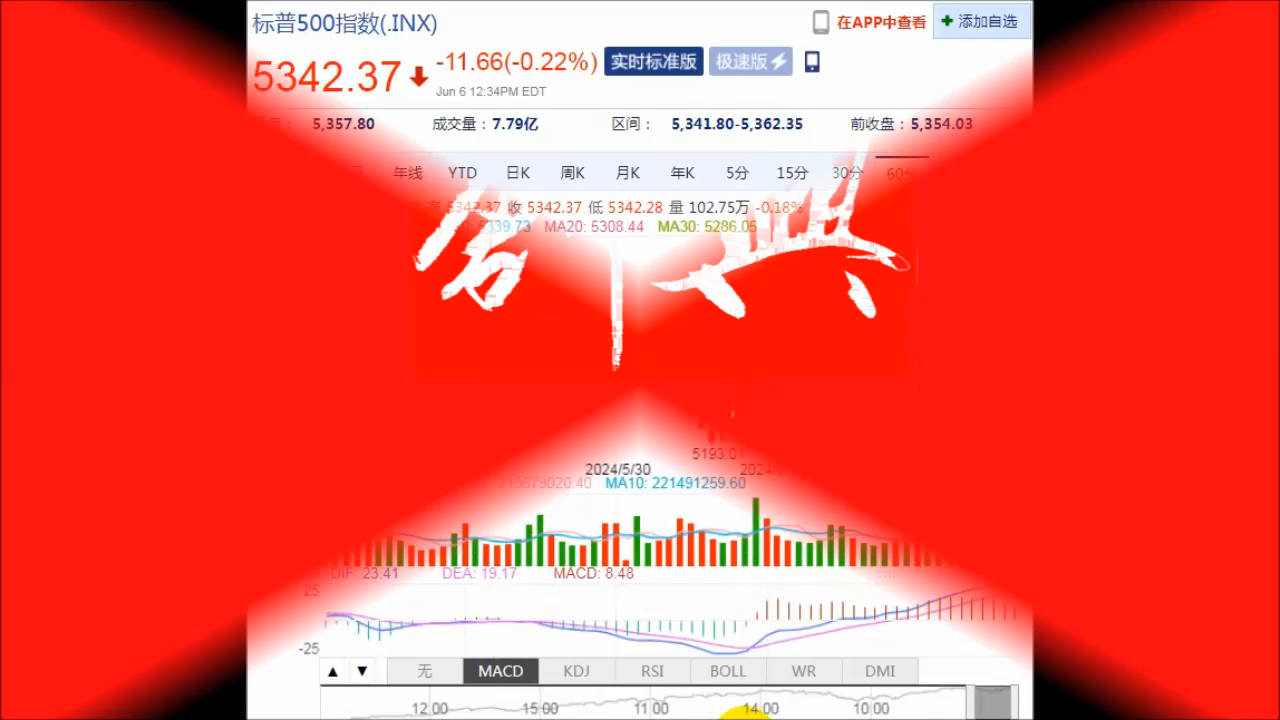 标普500指数(.INX)
在APP中查看
添加自选
5342.37
-11.66(-0.22%)
实时标准版
极速版
Jun 6 12:34PM EDT
5,357.80
成交量：7.79亿
区间：
5,341.80-5,362.35
前收盘：5,354.03
年线 YTD 日K 周K 月K 年K 5分 15分 30分 60分
5342.37 收 5342.37 低 5342.28 量 102.75万 -0.18%
5339.73 MA20: 5308.44 MA30: 5286.05
5193.01
2024/5/30
MA10: 221491259.60
DIF: 23.41 DEA: 19.17 MACD: 8.48
25
-25
▲ ▼ 无 MACD KDJ RSI BOLL WR DMI
12:00 15:00 11:00 14:00 10:00